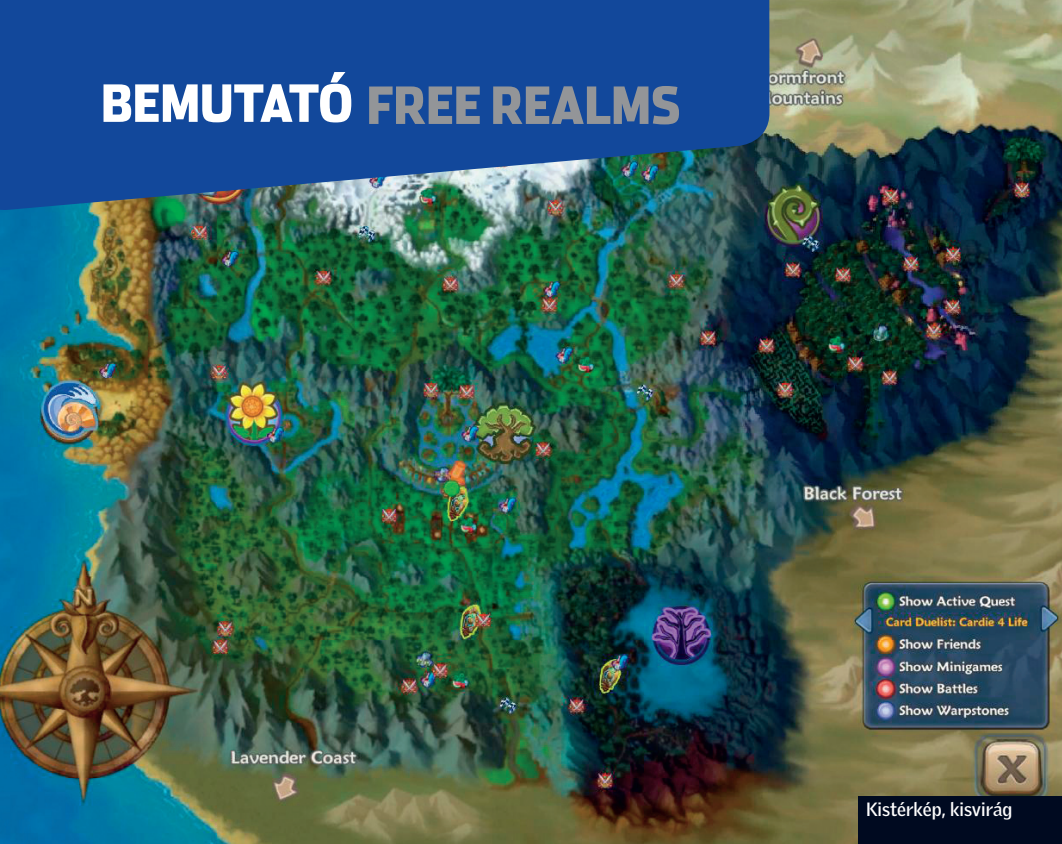 BEMUTATÓ FREE REALMS
ormfront
ountains
Black Forest
N
Show Active Quest
Card Duelist: Cardie 4 Life
Show Friends
Show Minigames
Show Battles
Show Warpstones
Lavender Coast
X
Kistérkép, kisvirág